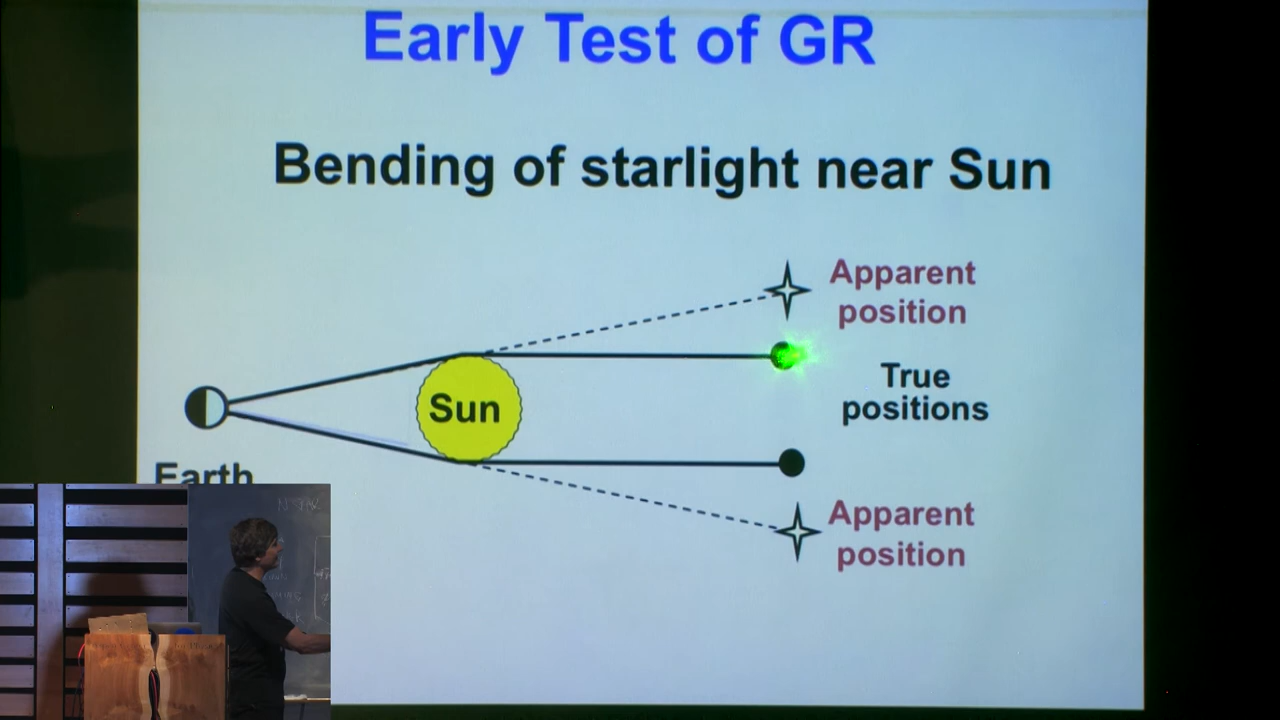 Early Test of GR
Bending of starlight near Sun
Apparent
position
True
positions
Sun
Earth
Apparent
position